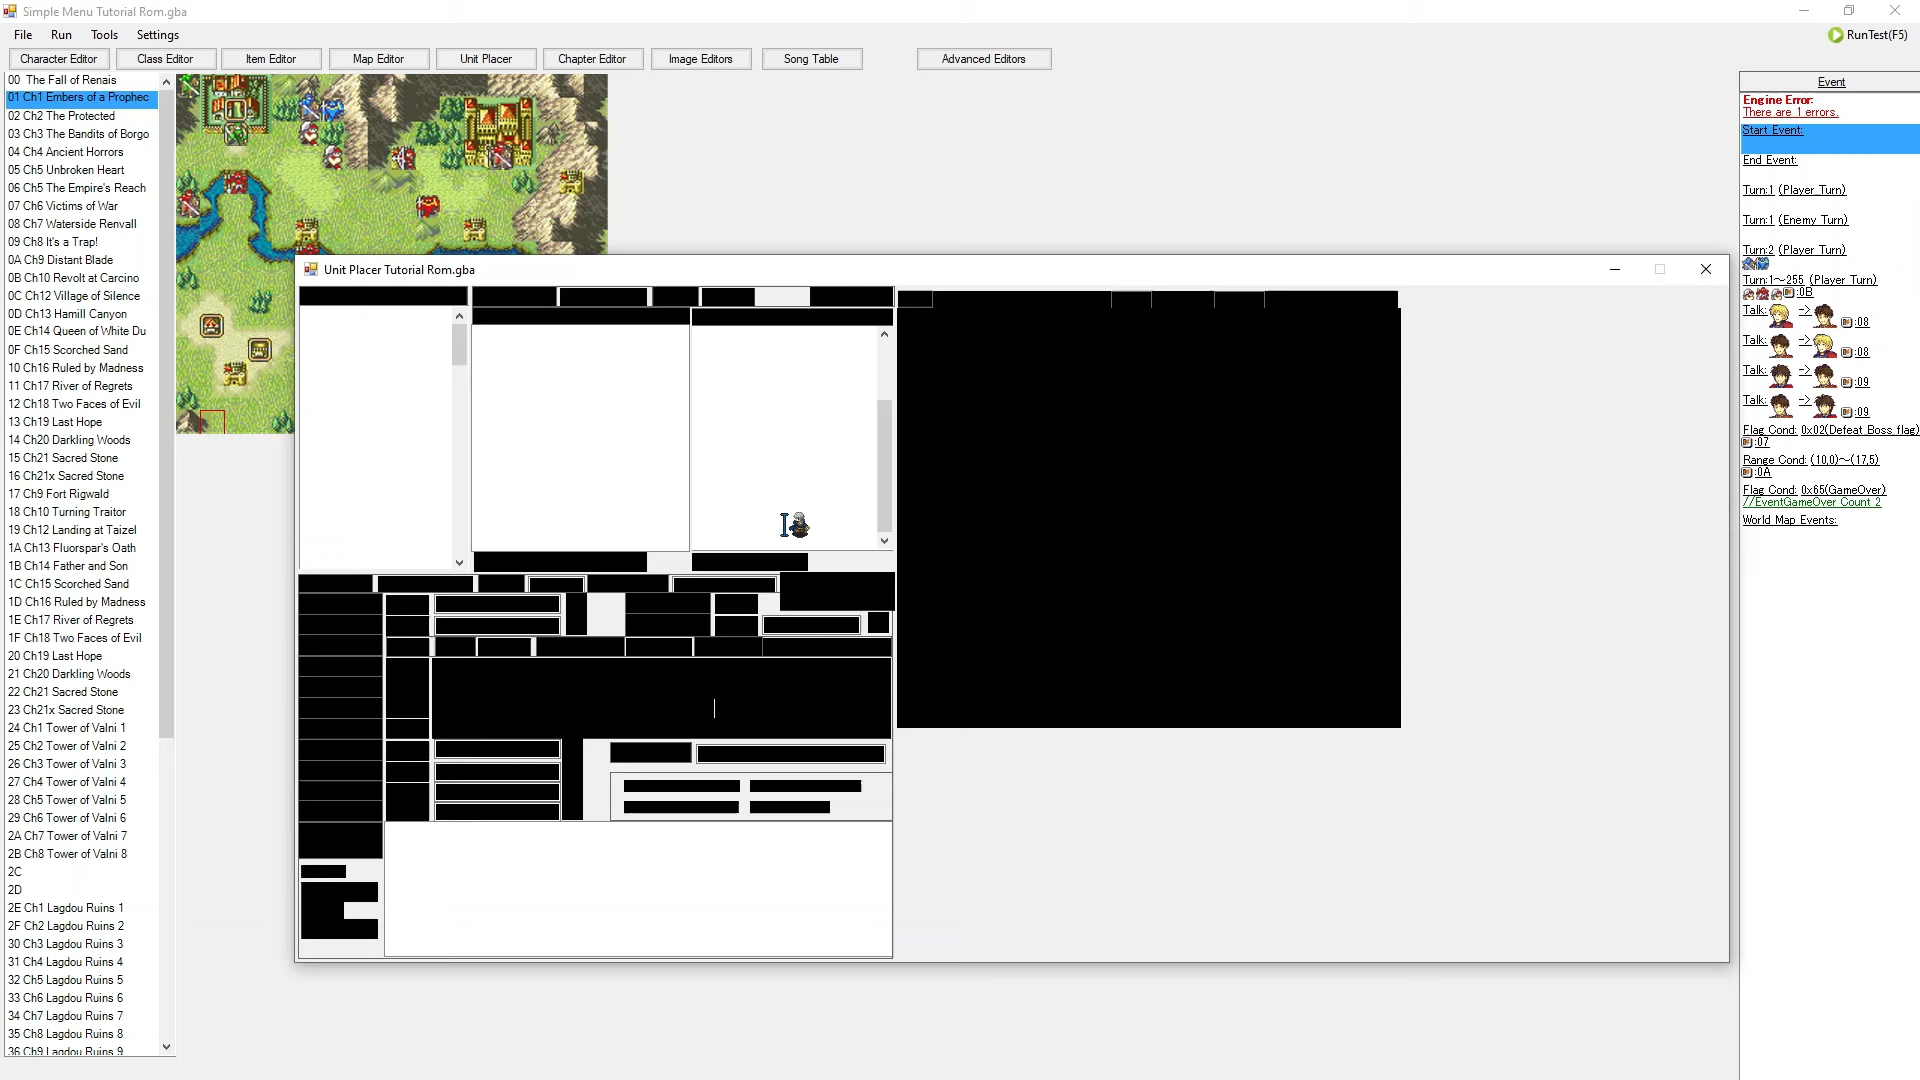 Simple Menu Tutorial Rom.gba
File Run Tools Settings
RunTest(F5)
Character Editor Class Editor Item Editor Map Editor Unit Placer Chapter Editor Image Editors Song Table Advanced Editors
00 The Fall of Renais
01 Ch1 Embers of a Prophec
02 Ch2 The Protected
03 Ch3 The Bandits of Borgo
04 Ch4 Ancient Horrors
05 Ch5 Unbroken Heart
06 Ch5 The Empire's Reach
07 Ch6 Victims of War
08 Ch7 Waterside Renvall
09 Ch8 It's a Trap!
0A Ch9 Distant Blade
0B Ch10 Revolt at Carcino
0C Ch12 Village of Silence
0D Ch13 Hamill Canyon
0E Ch14 Queen of White Du
0F Ch15 Scorched Sand
10 Ch16 Ruled by Madness
11 Ch17 River of Regrets
12 Ch18 Two Faces of Evil
13 Ch19 Last Hope
14 Ch20 Darkling Woods
15 Ch21 Sacred Stone
16 Ch21x Sacred Stone
17 Ch9 Fort Rigwald
18 Ch10 Turning Traitor
19 Ch12 Landing at Taizel
1A Ch13 Fluorspar's Oath
1B Ch14 Father and Son
1C Ch15 Scorched Sand
1D Ch16 Ruled by Madness
1E Ch17 River of Regrets
1F Ch18 Two Faces of Evil
20 Ch19 Last Hope
21 Ch20 Darkling Woods
22 Ch21 Sacred Stone
23 Ch21x Sacred Stone
24 Ch1 Tower of Valni 1
25 Ch2 Tower of Valni 2
26 Ch3 Tower of Valni 3
27 Ch4 Tower of Valni 4
28 Ch5 Tower of Valni 5
29 Ch6 Tower of Valni 6
2A Ch7 Tower of Valni 7
2B Ch8 Tower of Valni 8
2C
2D
2E Ch1 Lagdou Ruins 1
2F Ch2 Lagdou Ruins 2
30 Ch3 Lagdou Ruins 3
31 Ch4 Lagdou Ruins 4
32 Ch5 Lagdou Ruins 5
33 Ch6 Lagdou Ruins 6
34 Ch7 Lagdou Ruins 7
35 Ch8 Lagdou Ruins 8
36 Ch9 Lagdou Ruins 9
Unit Placer Tutorial Rom.gba
Event
Engine Error:
There are 1 errors.
Start Event:
End Event:
Turn:1 (Player Turn)
Turn:1 (Enemy Turn)
Turn:2 (Player Turn)
Turn:1～255 (Player Turn)
:0B
Talk: -> :08
Talk: -> :08
Talk: -> :09
Talk: -> :09
Flag Cond: 0x02(Defeat Boss flag)
:07
Range Cond: (10,0)～(17,5)
:0A
Flag Cond: 0x65(GameOver)
//EventGameOver Count 2
World Map Events: